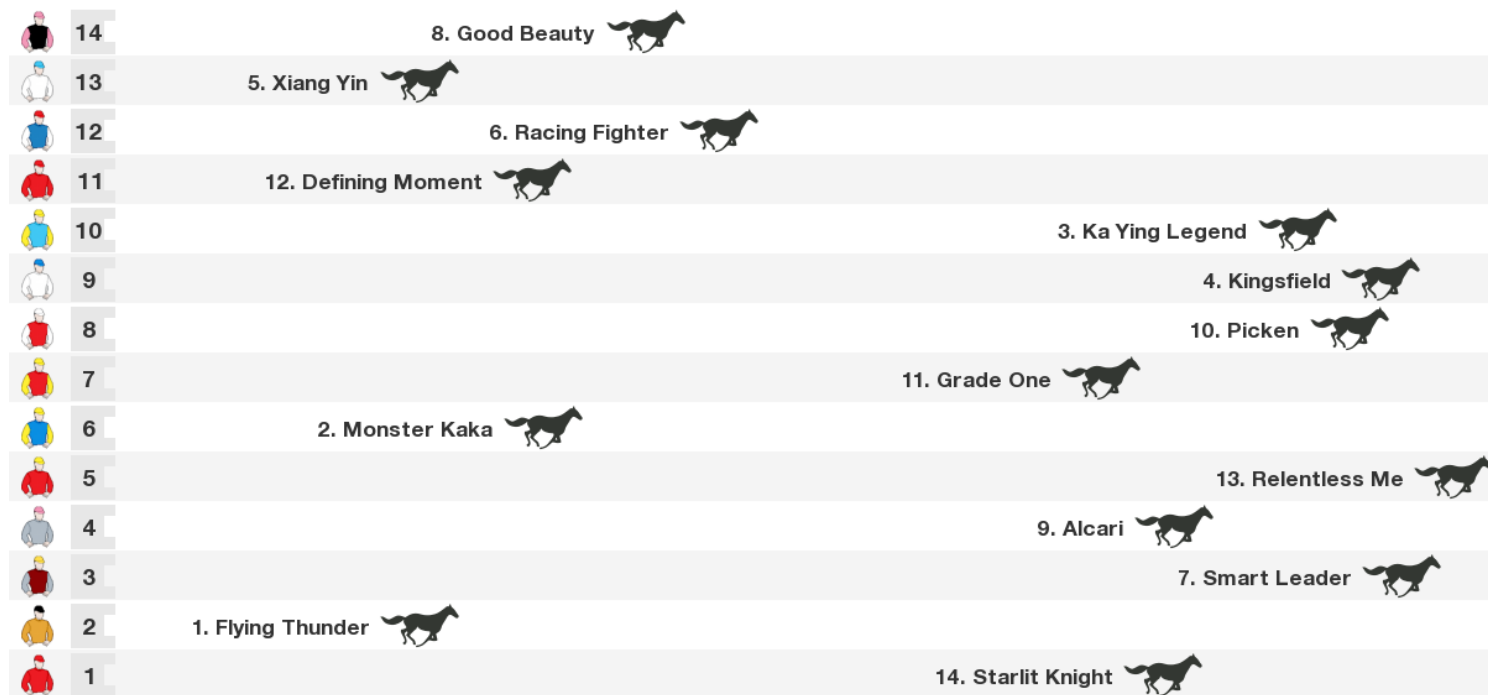 14 8. Good Beauty
13 5. Xiang Yin
12 6. Racing Fighter
11 12. Defining Moment
10 3. Ka Ying Legend
9 4. Kingsfield
8 10. Picken
7 11. Grade One
6 2. Monster Kaka
5 13. Relentless Me
4 9. Alcari
3 7. Smart Leader
2 1. Flying Thunder
1 14. Starlit Knight